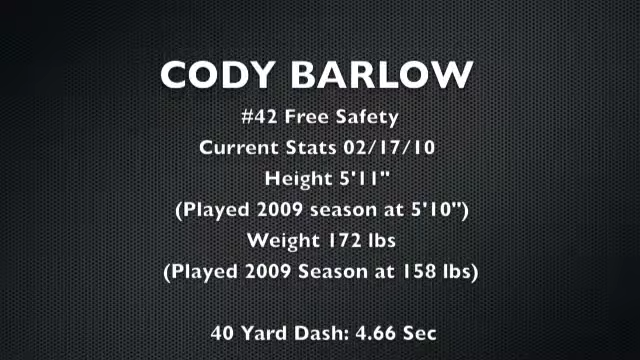 CODY BARLOW
#42 Free Safety
Current Stats 02/17/10
Height 5'11"
(Played 2009 season at 5'10")
Weight 172 lbs
(Played 2009 Season at 158 lbs)
40 Yard Dash: 4.66 Sec